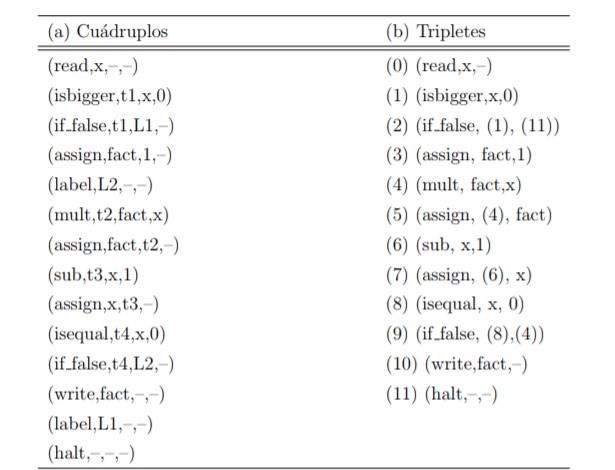 (a) Cuádruplos (b) Tripletes
(read,x,–,–) (0) (read,x,–)
(isbigger,t1,x,0) (1) (isbigger,x,0)
(if_false,t1,L1,–) (2) (if_false, (1), (11))
(assign,fact,1,–) (3) (assign, fact,1)
(label,L2,–,–) (4) (mult, fact,x)
(mult,t2,fact,x) (5) (assign, (4), fact)
(assign,fact,t2,–) (6) (sub, x,1)
(sub,t3,x,1) (7) (assign, (6), x)
(assign,x,t3,–) (8) (isequal, x, 0)
(isequal,t4,x,0) (9) (if_false, (8),(4))
(if_false,t4,L2,–) (10) (write,fact,–)
(write,fact,–,–) (11) (halt,–,–)
(label,L1,–,–)
(halt,–,–,–)